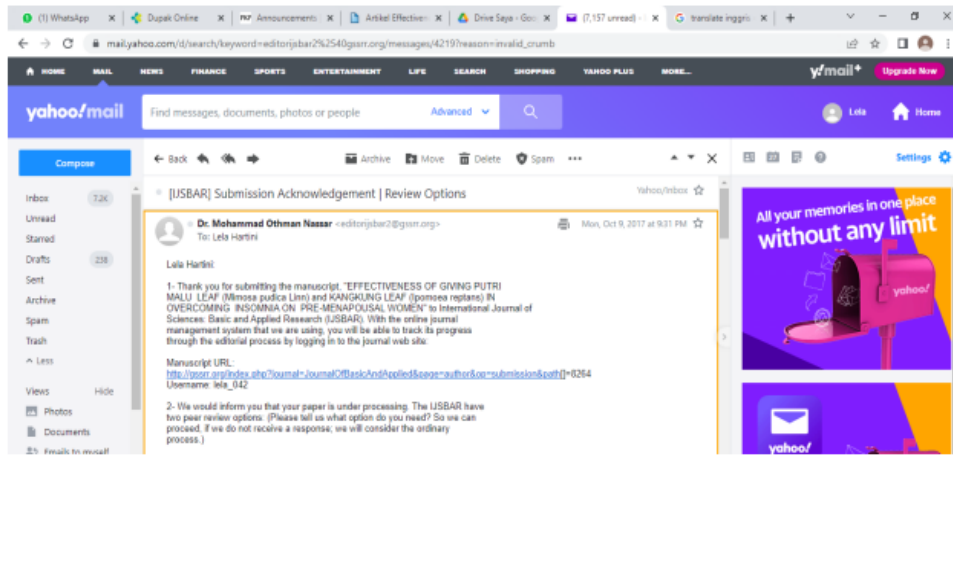 (1) WhatsApp
Dupak Online
Announcements
Artikel Effectiven
Drive Saya - Goo
(7,157 unread) -
translate inggris
mail.yahoo.com/d/search/keyword=editorijsbar2%2540gssrr.org/messages/4219?reason=invalid_crumb
HOME MAIL NEWS FINANCE SPORTS ENTERTAINMENT LIFE SEARCH SHOPPING YAHOO PLUS MORE... y!mail+ Upgrade Now
yahoo!mail Find messages, documents, photos or people Advanced Lela Home
Compose
Back Archive Move Delete Spam Settings
Inbox 7.2K
Unread
Starred
Drafts 238
Sent
Archive
Spam
Trash
Less
Views Hide
Photos
Documents
Emails to myself
[IJSBAR] Submission Acknowledgement | Review Options Yahoo/Inbox
Dr. Mohammad Othman Nassar <editorijsbar2@gssrr.org> Mon, Oct 9, 2017 at 9:31 PM
To: Lela Hartini
Lela Hartini:
1- Thank you for submitting the manuscript, "EFFECTIVENESS OF GIVING PUTRI
MALU LEAF (Mimosa pudica Linn) and KANGKUNG LEAF (Ipomoea reptans) IN
OVERCOMING INSOMNIA ON PRE-MENAPOUSAL WOMEN" to International Journal of
Sciences: Basic and Applied Research (IJSBAR). With the online journal
management system that we are using, you will be able to track its progress
through the editorial process by logging in to the journal web site:
Manuscript URL:
http://gssrr.org/index.php?journal=JournalOfBasicAndApplied&page=author&op=submission&path[]=8264
Username: lela_042
2- We would inform you that your paper is under processing. The IJSBAR have
two peer review options: (Please tell us what option do you need? So we can
proceed, if we do not receive a response; we will consider the ordinary
process.)
All your memories in one place
without any limit
yahoo!
yahoo!